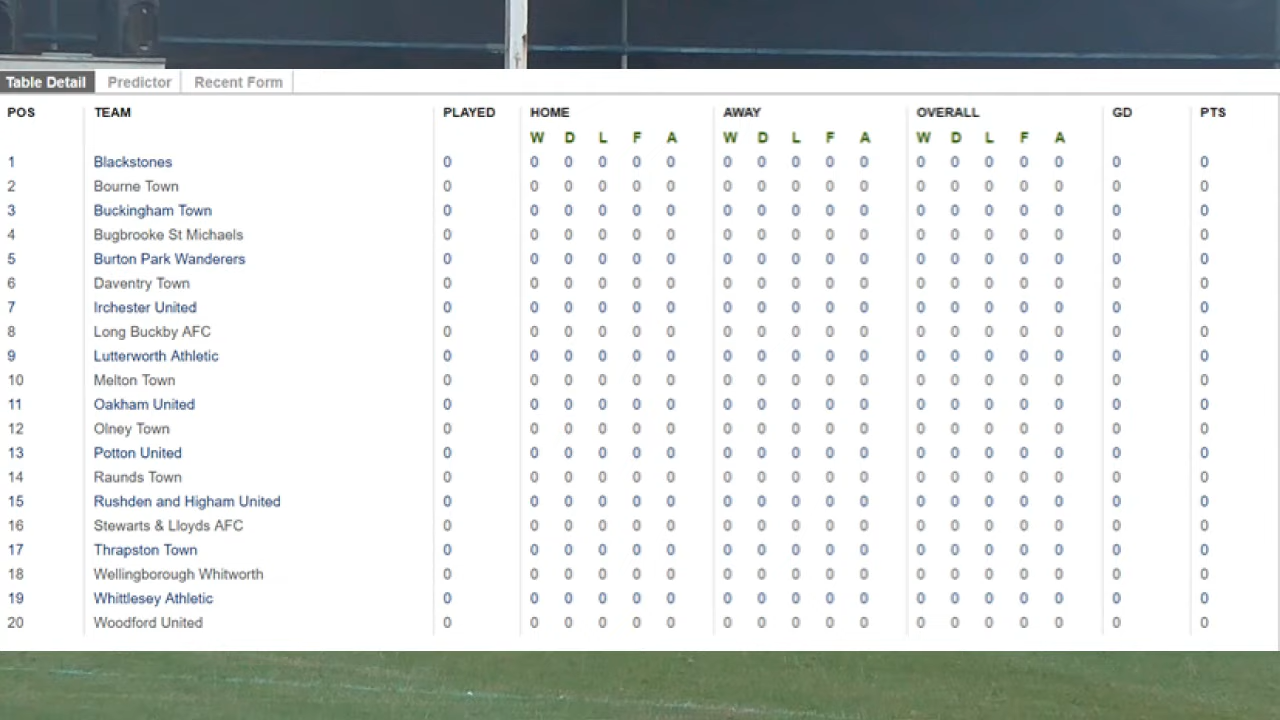 Table Detail Predictor Recent Form
POS TEAM PLAYED HOME AWAY OVERALL GD PTS
W D L F A W D L F A W D L F A
1 Blackstones 0 0 0 0 0 0 0 0 0 0 0 0 0 0 0 0 0 0
2 Bourne Town 0 0 0 0 0 0 0 0 0 0 0 0 0 0 0 0 0 0
3 Buckingham Town 0 0 0 0 0 0 0 0 0 0 0 0 0 0 0 0 0 0
4 Bugbrooke St Michaels 0 0 0 0 0 0 0 0 0 0 0 0 0 0 0 0 0 0
5 Burton Park Wanderers 0 0 0 0 0 0 0 0 0 0 0 0 0 0 0 0 0 0
6 Daventry Town 0 0 0 0 0 0 0 0 0 0 0 0 0 0 0 0 0 0
7 Irchester United 0 0 0 0 0 0 0 0 0 0 0 0 0 0 0 0 0 0
8 Long Buckby AFC 0 0 0 0 0 0 0 0 0 0 0 0 0 0 0 0 0 0
9 Lutterworth Athletic 0 0 0 0 0 0 0 0 0 0 0 0 0 0 0 0 0 0
10 Melton Town 0 0 0 0 0 0 0 0 0 0 0 0 0 0 0 0 0 0
11 Oakham United 0 0 0 0 0 0 0 0 0 0 0 0 0 0 0 0 0 0
12 Olney Town 0 0 0 0 0 0 0 0 0 0 0 0 0 0 0 0 0 0
13 Potton United 0 0 0 0 0 0 0 0 0 0 0 0 0 0 0 0 0 0
14 Raunds Town 0 0 0 0 0 0 0 0 0 0 0 0 0 0 0 0 0 0
15 Rushden and Higham United 0 0 0 0 0 0 0 0 0 0 0 0 0 0 0 0 0 0
16 Stewarts & Lloyds AFC 0 0 0 0 0 0 0 0 0 0 0 0 0 0 0 0 0 0
17 Thrapston Town 0 0 0 0 0 0 0 0 0 0 0 0 0 0 0 0 0 0
18 Wellingborough Whitworth 0 0 0 0 0 0 0 0 0 0 0 0 0 0 0 0 0 0
19 Whittlesey Athletic 0 0 0 0 0 0 0 0 0 0 0 0 0 0 0 0 0 0
20 Woodford United 0 0 0 0 0 0 0 0 0 0 0 0 0 0 0 0 0 0